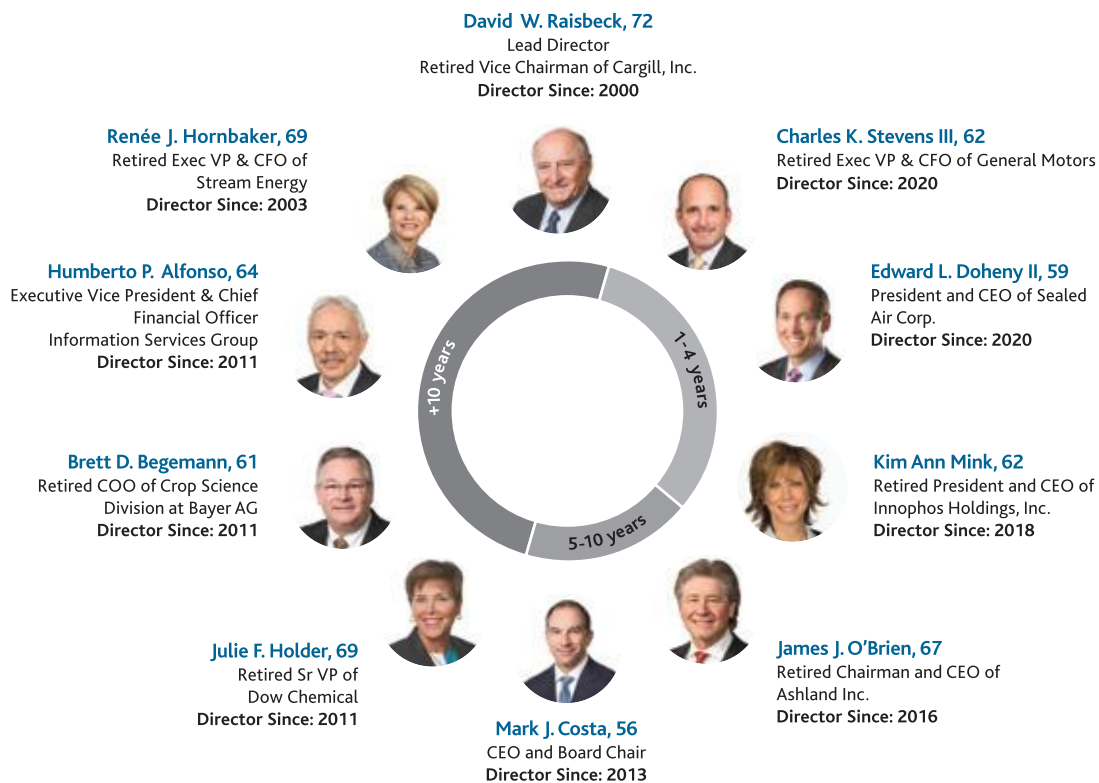 David W. Raisbeck, 72
Lead Director
Retired Vice Chairman of Cargill, Inc.
Director Since: 2000
Renée J. Hornbaker, 69
Retired Exec VP & CFO of
Stream Energy
Director Since: 2003
Charles K. Stevens III, 62
Retired Exec VP & CFO of General Motors
Director Since: 2020
Humberto P. Alfonso, 64
Executive Vice President & Chief
Financial Officer
Information Services Group
Director Since: 2011
Edward L. Doheny II, 59
President and CEO of Sealed
Air Corp.
Director Since: 2020
+10 years
1-4 years
5-10 years
Brett D. Begemann, 61
Retired COO of Crop Science
Division at Bayer AG
Director Since: 2011
Kim Ann Mink, 62
Retired President and CEO of
Innophos Holdings, Inc.
Director Since: 2018
Julie F. Holder, 69
Retired Sr VP of
Dow Chemical
Director Since: 2011
James J. O’Brien, 67
Retired Chairman and CEO of
Ashland Inc.
Director Since: 2016
Mark J. Costa, 56
CEO and Board Chair
Director Since: 2013